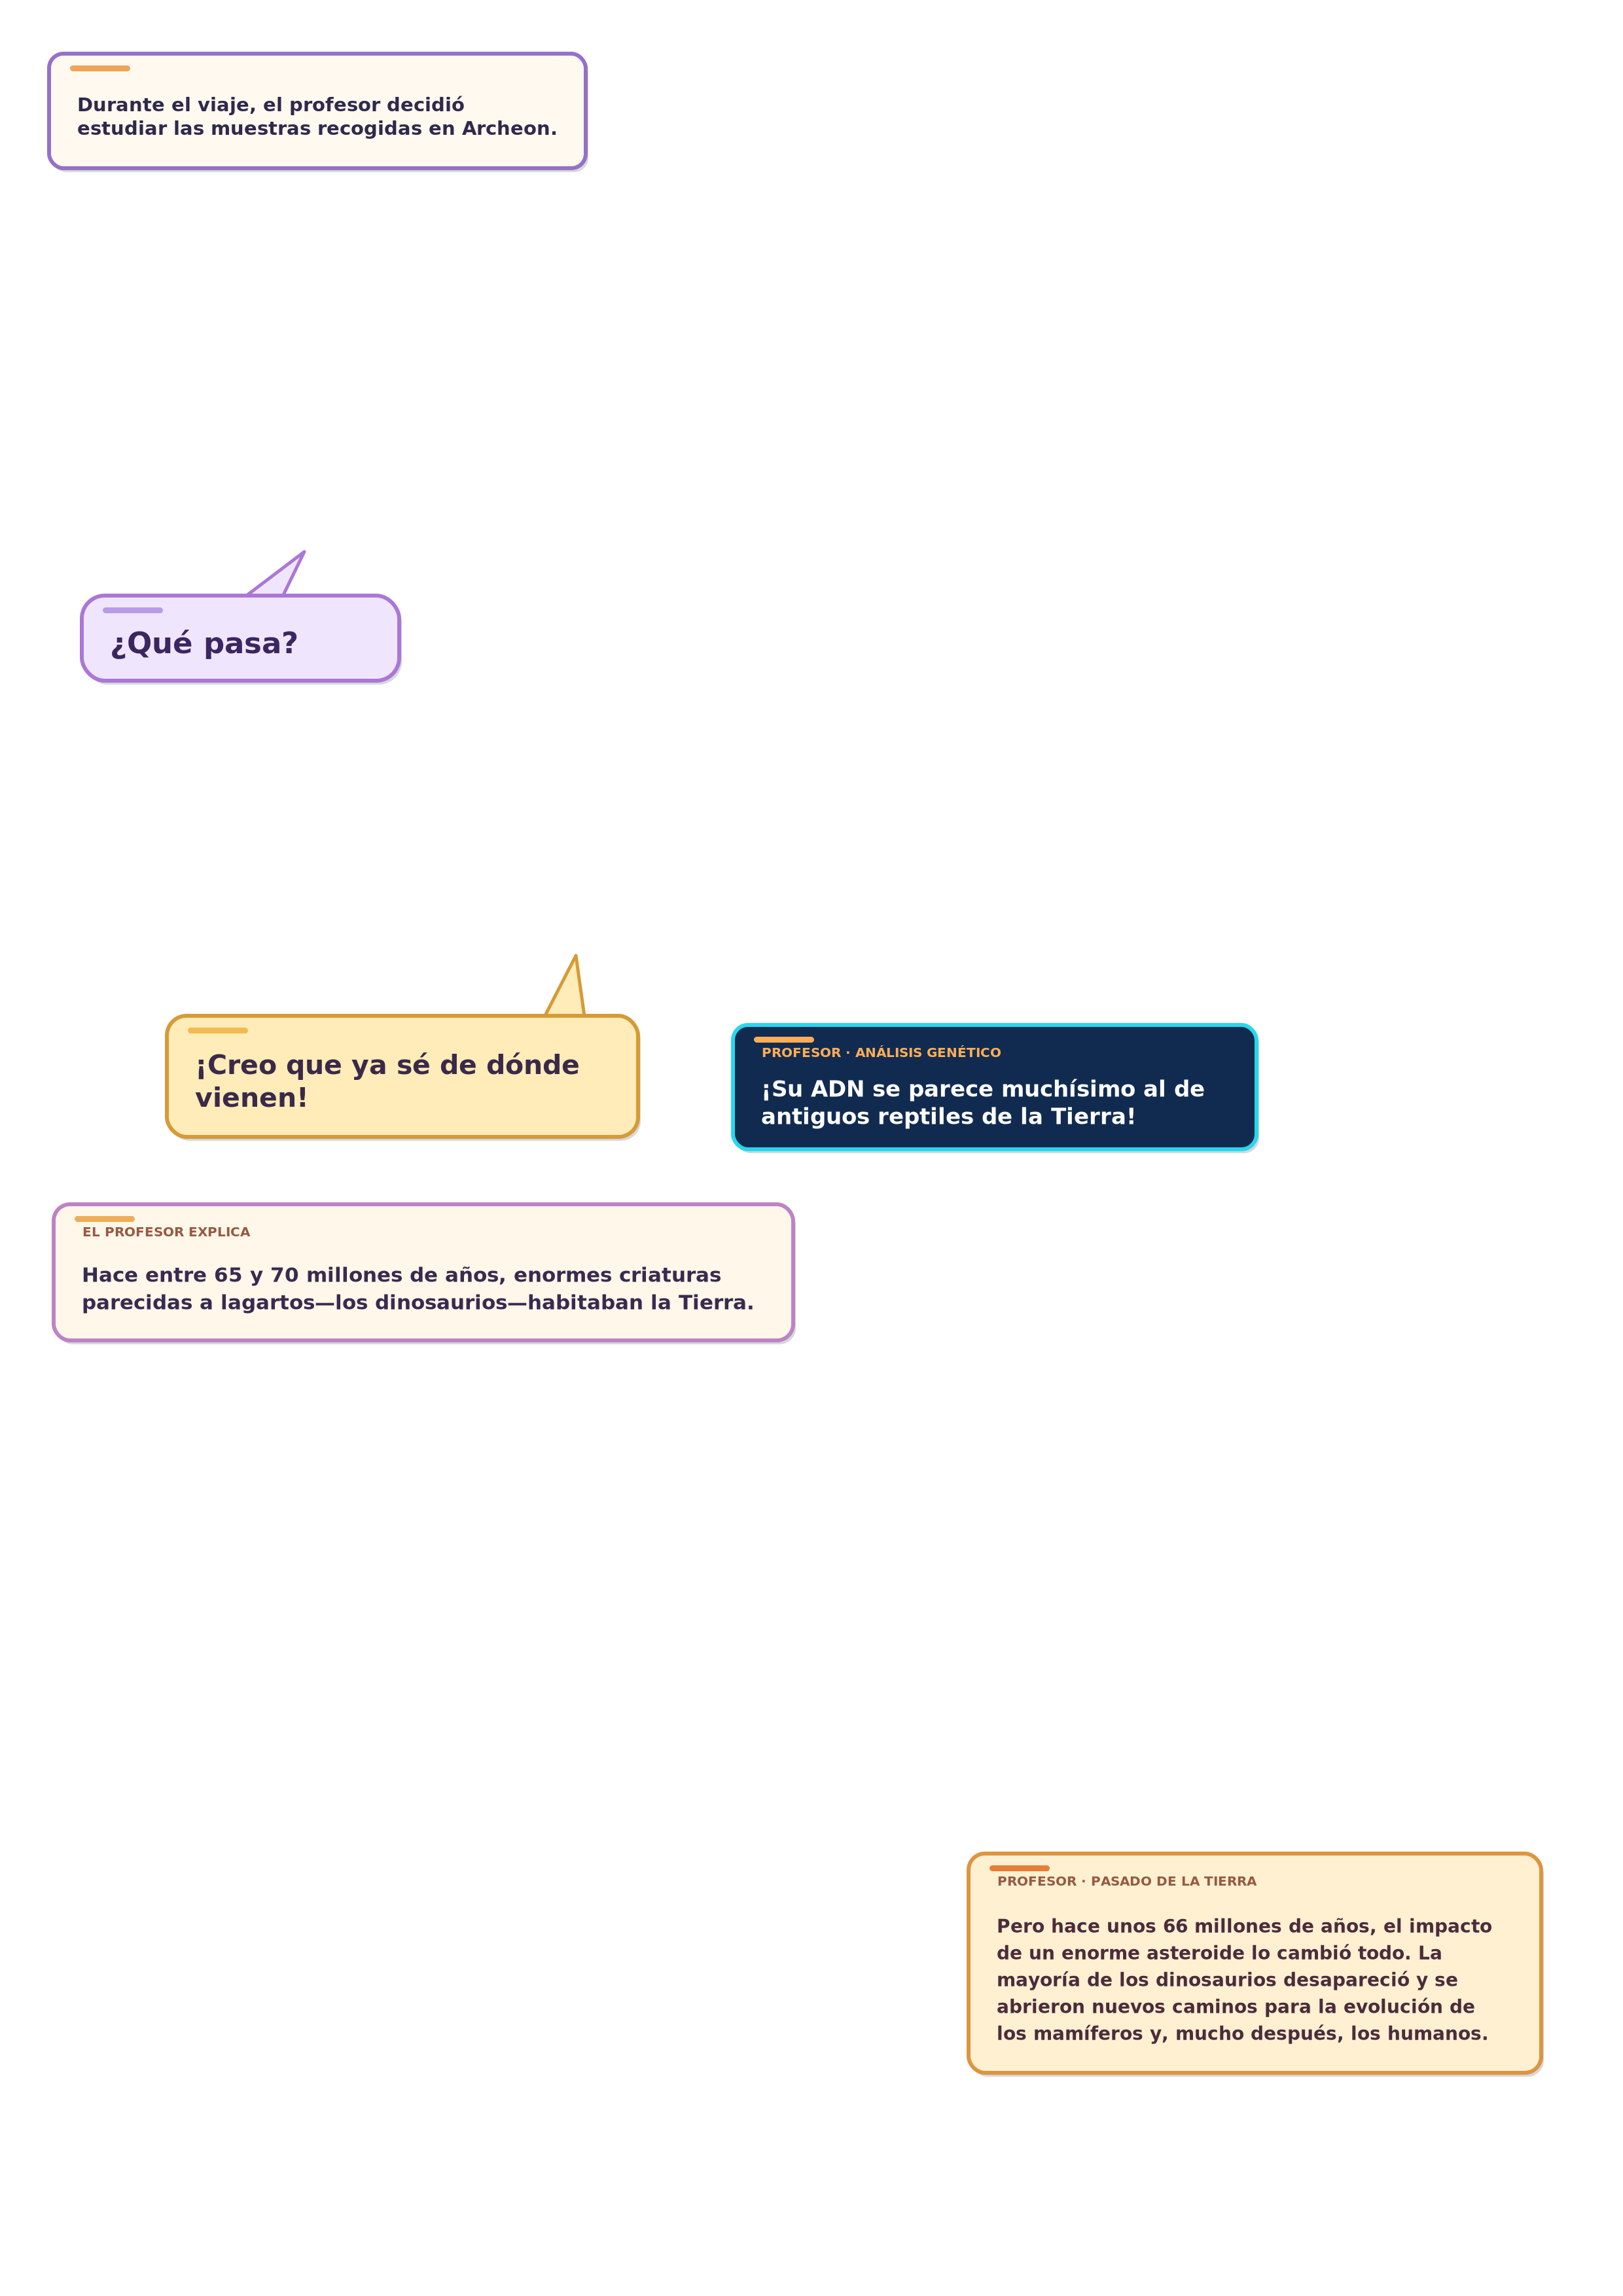 Durante el viaje, el profesor decidió
estudiar las muestras recogidas en Archeon.
¿Qué pasa?
¡Creo que ya sé de dónde
vienen!
PROFESOR · ANÁLISIS GENÉTICO
¡Su ADN se parece muchísimo al de
antiguos reptiles de la Tierra!
EL PROFESOR EXPLICA
Hace entre 65 y 70 millones de años, enormes criaturas
parecidas a lagartos—los dinosaurios—habitaban la Tierra.
PROFESOR · PASADO DE LA TIERRA
Pero hace unos 66 millones de años, el impacto
de un enorme asteroide lo cambió todo. La
mayoría de los dinosaurios desapareció y se
abrieron nuevos caminos para la evolución de
los mamíferos y, mucho después, los humanos.